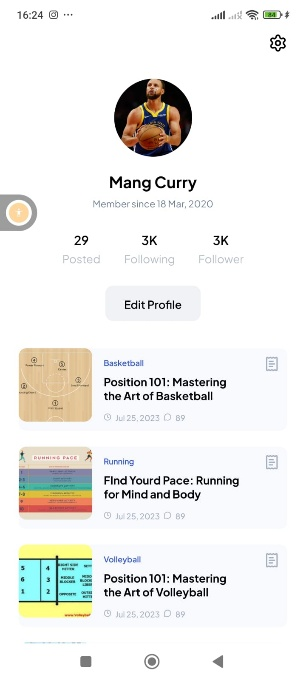 16:24
84
Mang Curry
Member since 18 Mar, 2020
29 3K 3K
Posted Following Follower
Edit Profile
Basketball
Position 101: Mastering
the Art of Basketball
Jul 25, 2023 89
RUNNING PACE
Running
FInd Yourd Pace: Running
for Mind and Body
Jul 25, 2023 89
5 4 RIGHT SIDE HITTER
6 3 MIDDLE BLOCKER
1 2 OPPOSITE
Volleyball
Position 101: Mastering
the Art of Volleyball
Jul 25, 2023 89